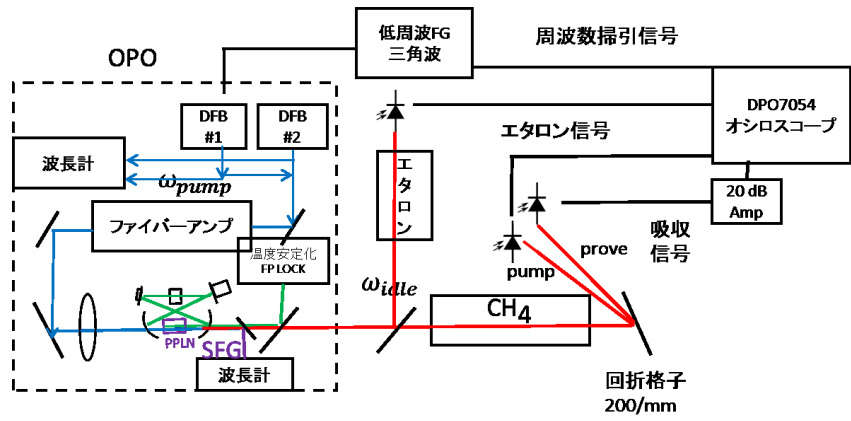 低周波FG
三角波
周波数掃引信号
OPO
DFB
#1
DFB
#2
DPO7054
オシロスコープ
エタロン信号
波長計
ωpump
エタロン
20 dB
Amp
ファイバーアンプ
吸収
信号
温度安定化
FP LOCK
prove
pump
ωidle
CH4
PPLN
SFG
波長計
回折格子
200/mm